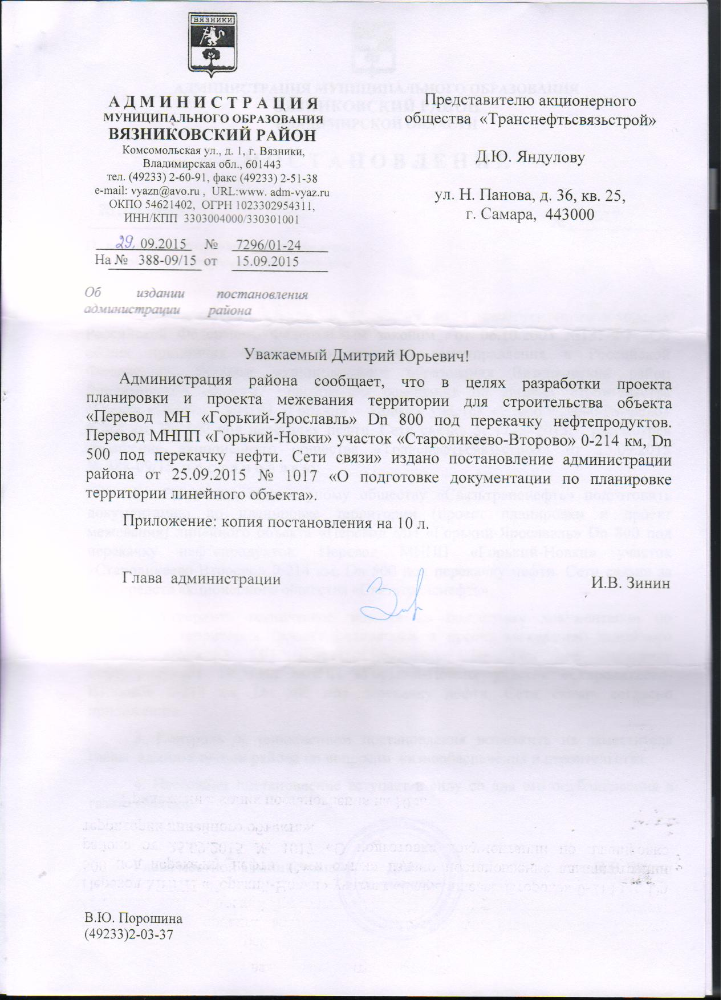 ВЯЗНИКИ
АДМИНИСТРАЦИЯ
МУНИЦИПАЛЬНОГО ОБРАЗОВАНИЯ
ВЯЗНИКОВСКИЙ РАЙОН
Комсомольская ул., д. 1, г. Вязники,
Владимирская обл., 601443
тел. (49233) 2-60-91, факс (49233) 2-51-38
e-mail: vyazn@avo.ru , URL:www. adm-vyaz.ru
ОКПО 54621402, ОГРН 1023302954311,
ИНН/КПП 3303004000/330301001
29. 09.2015 № 7296/01-24
На № 388-09/15 от 15.09.2015
Представителю акционерного
общества «Транснефтьсвязьстрой»
Д.Ю. Яндулову
ул. Н. Панова, д. 36, кв. 25,
г. Самара, 443000
Об издании постановления
администрации района
Уважаемый Дмитрий Юрьевич!
Администрация района сообщает, что в целях разработки проекта
планировки и проекта межевания территории для строительства объекта
«Перевод МН «Горький-Ярославль» Dn 800 под перекачку нефтепродуктов.
Перевод МНПП «Горький-Новки» участок «Староликеево-Второво» 0-214 км, Dn
500 под перекачку нефти. Сети связи» издано постановление администрации
района от 25.09.2015 № 1017 «О подготовке документации по планировке
территории линейного объекта».
Приложение: копия постановления на 10 л.
Глава администрации И.В. Зинин
В.Ю. Порошина
(49233)2-03-37